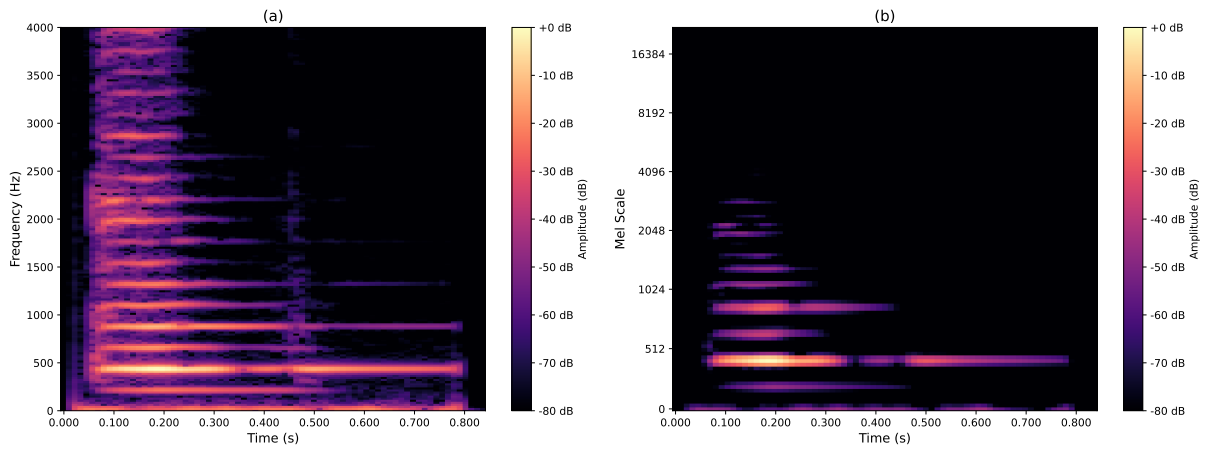 (a)
4000
3500
3000
2500
2000
1500
1000
500
0
Frequency (Hz)
0.000 0.100 0.200 0.300 0.400 0.500 0.600 0.700 0.800
Time (s)
+0 dB
-10 dB
-20 dB
-30 dB
-40 dB
-50 dB
-60 dB
-70 dB
-80 dB
Amplitude (dB)
(b)
16384
8192
4096
2048
1024
512
0
Mel Scale
0.000 0.100 0.200 0.300 0.400 0.500 0.600 0.700 0.800
Time (s)
+0 dB
-10 dB
-20 dB
-30 dB
-40 dB
-50 dB
-60 dB
-70 dB
-80 dB
Amplitude (dB)